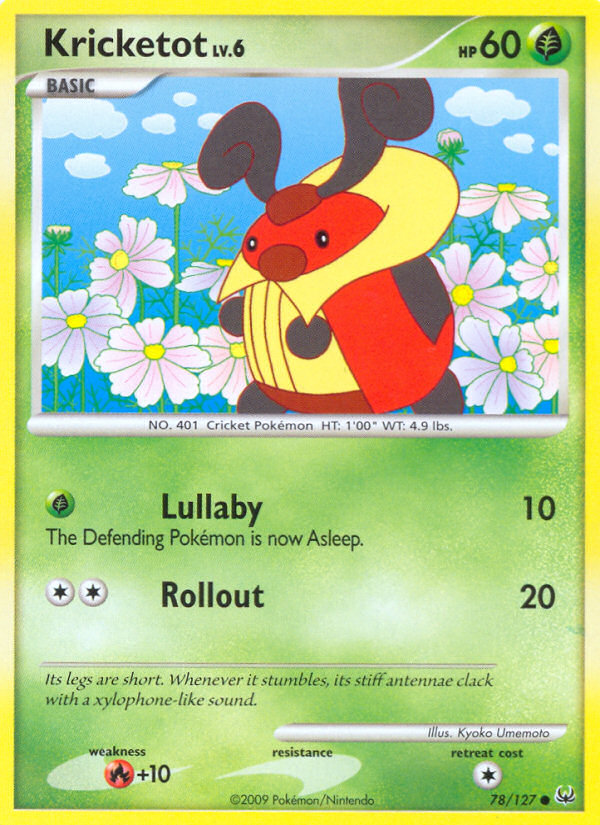 Kricketot LV.6 HP 60
BASIC
NO. 401 Cricket Pokémon HT: 1'00" WT: 4.9 lbs.
Lullaby 10
The Defending Pokémon is now Asleep.
Rollout 20
Its legs are short. Whenever it stumbles, its stiff antennae clack
with a xylophone-like sound.
Illus. Kyoko Umemoto
weakness resistance retreat cost
+10
©2009 Pokémon/Nintendo 78/127